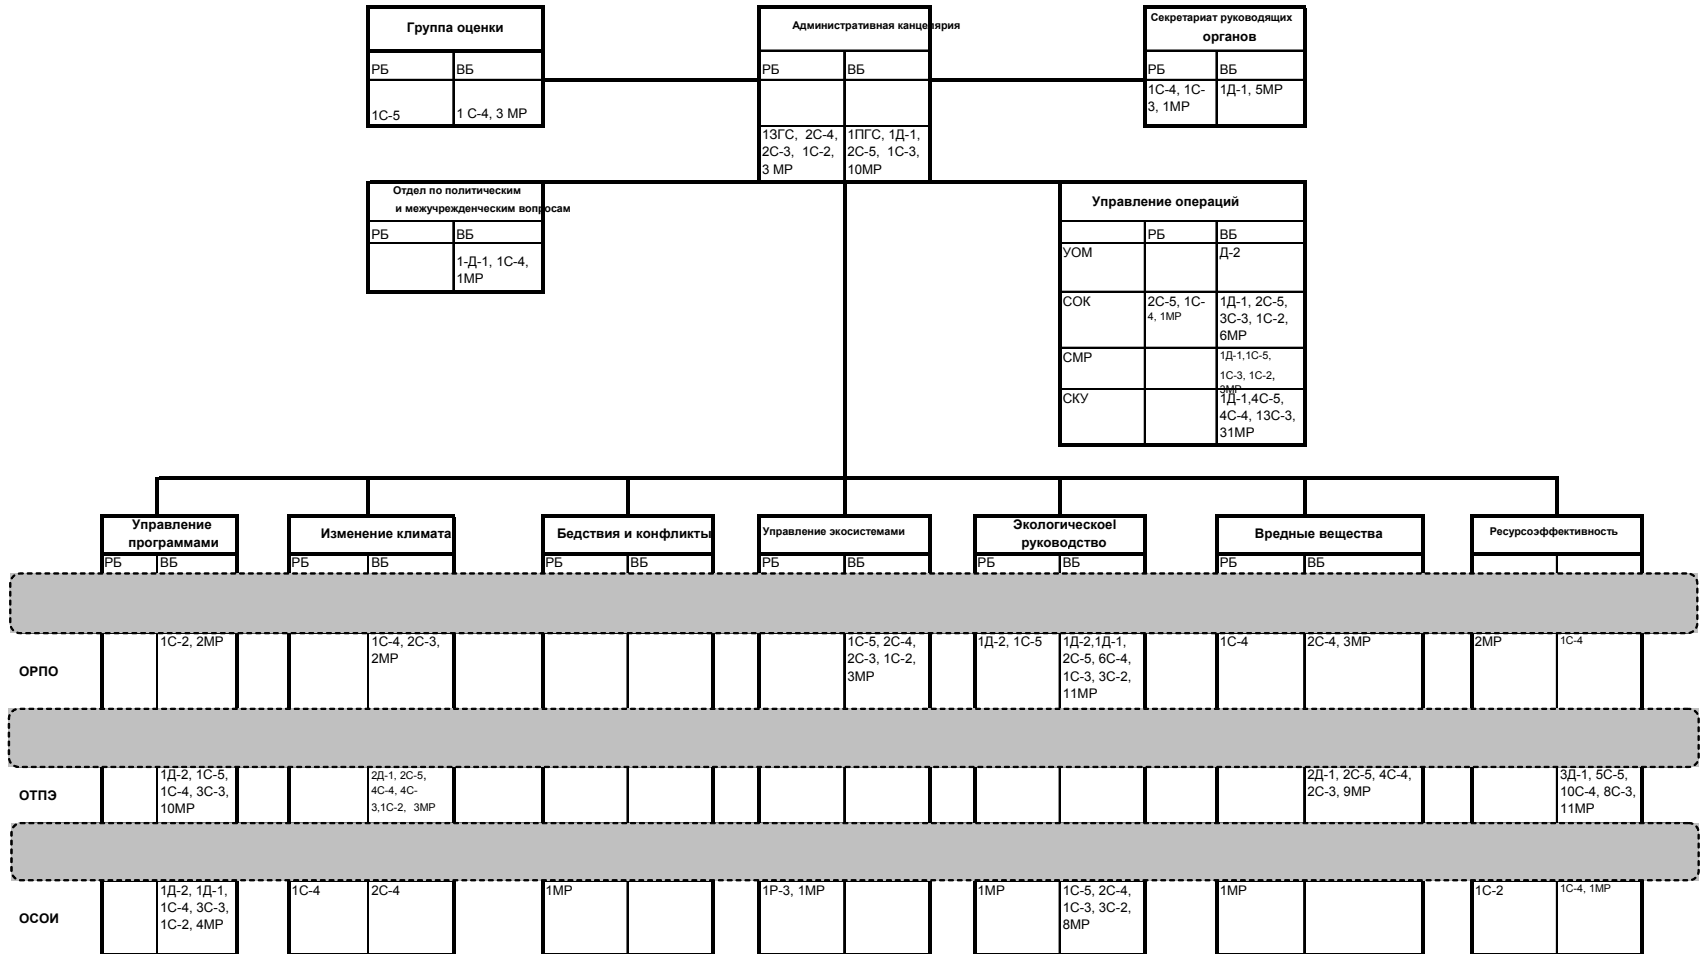 Группа оценки
РБ ВБ
1С-5 1 С-4, 3 МР
Административная канцелярия
РБ ВБ
1ЗГС, 2С-4, 1ПГС, 1Д-1,
2С-3, 1С-2, 2С-5, 1С-3,
3 МР 10МР
Секретариат руководящих
органов
РБ ВБ
1С-4, 1С- 1Д-1, 5МР
3, 1МР
Отдел по политическим
и межучрежденческим вопросам
РБ ВБ
1-Д-1, 1С-4,
1МР
Управление операций
РБ ВБ
УОМ Д-2
СОК 2С-5, 1С- 1Д-1, 2С-5,
4, 1МР 3С-3, 1С-2,
6МР
СМР 1Д-1,1С-5,
1С-3, 1С-2,
3МР
СКУ 1Д-1,4С-5,
4С-4, 13С-3,
31МР
Управление
программами
Изменение климата
Бедствия и конфликты
Управление экосистемами
ЭкологическоеI
руководство
Вредные вещества
Ресурсоэффективность
РБ ВБ РБ ВБ РБ ВБ РБ ВБ РБ ВБ РБ ВБ
ОРПО
1С-2, 2МР
1С-4, 2С-3,
2МР
1С-5, 2С-4,
2С-3, 1С-2,
3МР
1Д-2, 1С-5
1Д-2,1Д-1,
2С-5, 6С-4,
1С-3, 3С-2,
11МР
1С-4
2С-4, 3МР
2МР
1С-4
ОТПЭ
1Д-2, 1С-5,
1С-4, 3С-3,
10МР
2Д-1, 2С-5,
4С-4, 4С-
3,1С-2, 3МР
2Д-1, 2С-5, 4С-4,
2С-3, 9МР
3Д-1, 5С-5,
10С-4, 8С-3,
11МР
ОСОИ
1Д-2, 1Д-1,
1С-4, 3С-3,
1С-2, 4МР
1С-4
2С-4
1МР
1Р-3, 1МР
1МР
1С-5, 2С-4,
1С-3, 3С-2,
8МР
1МР
1С-2
1С-4, 1МР